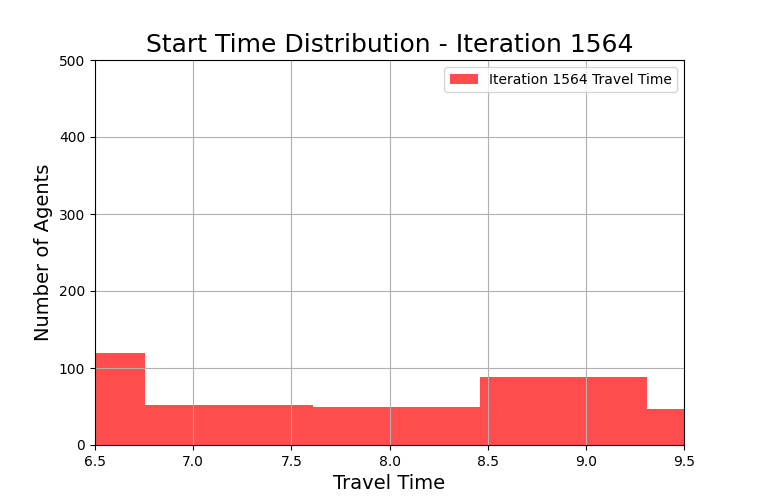 Start Time Distribution - Iteration 1564
Iteration 1564 Travel Time
Number of Agents
500
400
300
200
100
0
6.5 7.0 7.5 8.0 8.5 9.0 9.5
Travel Time